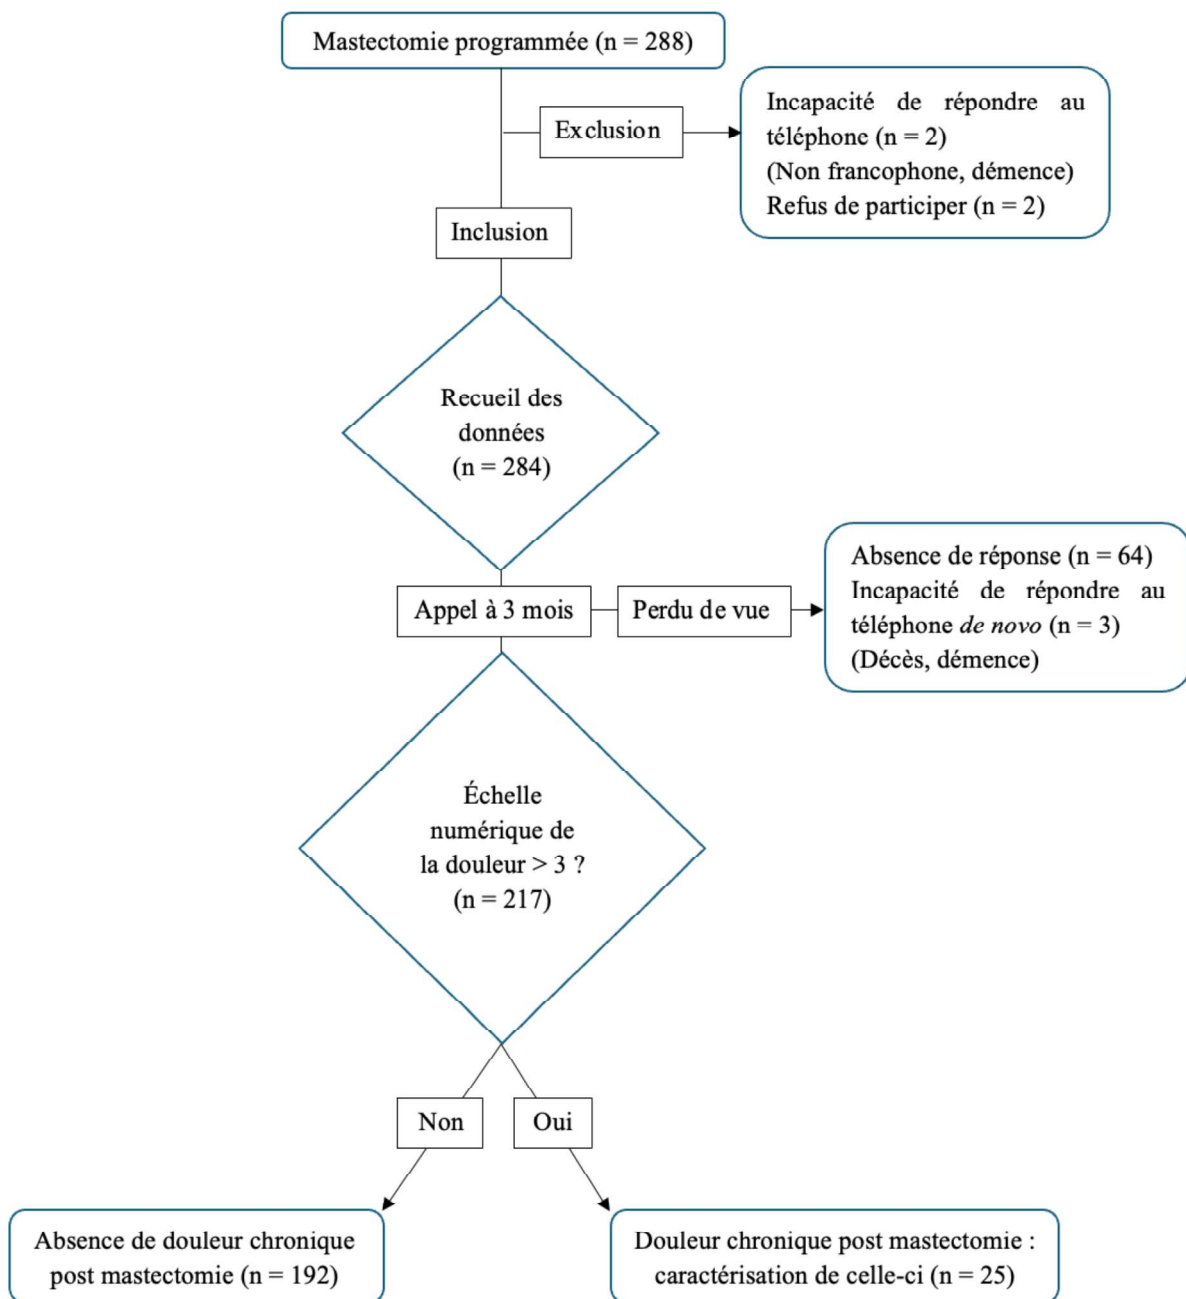 Mastectomie programmée (n = 288)
Exclusion
Incapacité de répondre au
téléphone (n = 2)
(Non francophone, démence)
Refus de participer (n = 2)
Inclusion
Recueil des
données
(n = 284)
Appel à 3 mois
Perdu de vue
Absence de réponse (n = 64)
Incapacité de répondre au
téléphone de novo (n = 3)
(Décès, démence)
Échelle
numérique de
la douleur > 3 ?
(n = 217)
Non
Oui
Absence de douleur chronique
post mastectomie (n = 192)
Douleur chronique post mastectomie :
caractérisation de celle-ci (n = 25)